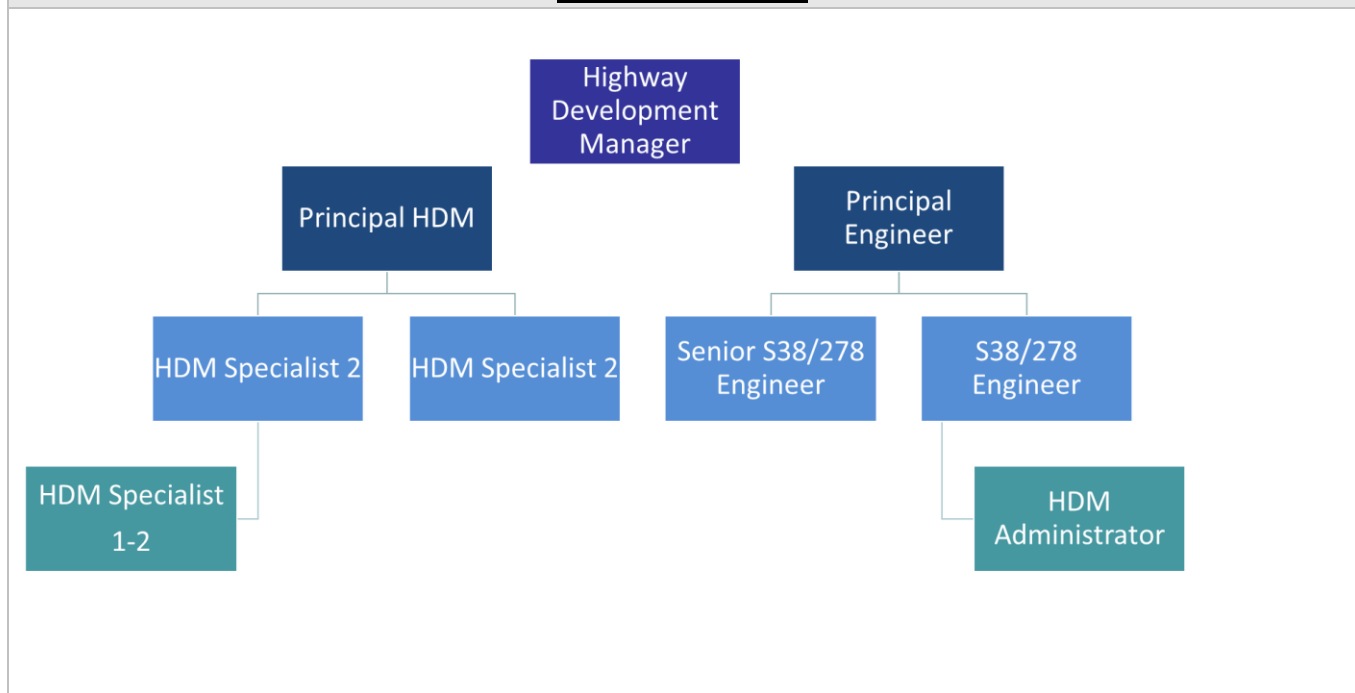 Highway
Development
Manager
Principal HDM
Principal
Engineer
HDM Specialist 2
HDM Specialist 2
Senior S38/278
Engineer
S38/278
Engineer
HDM Specialist
1-2
HDM
Administrator